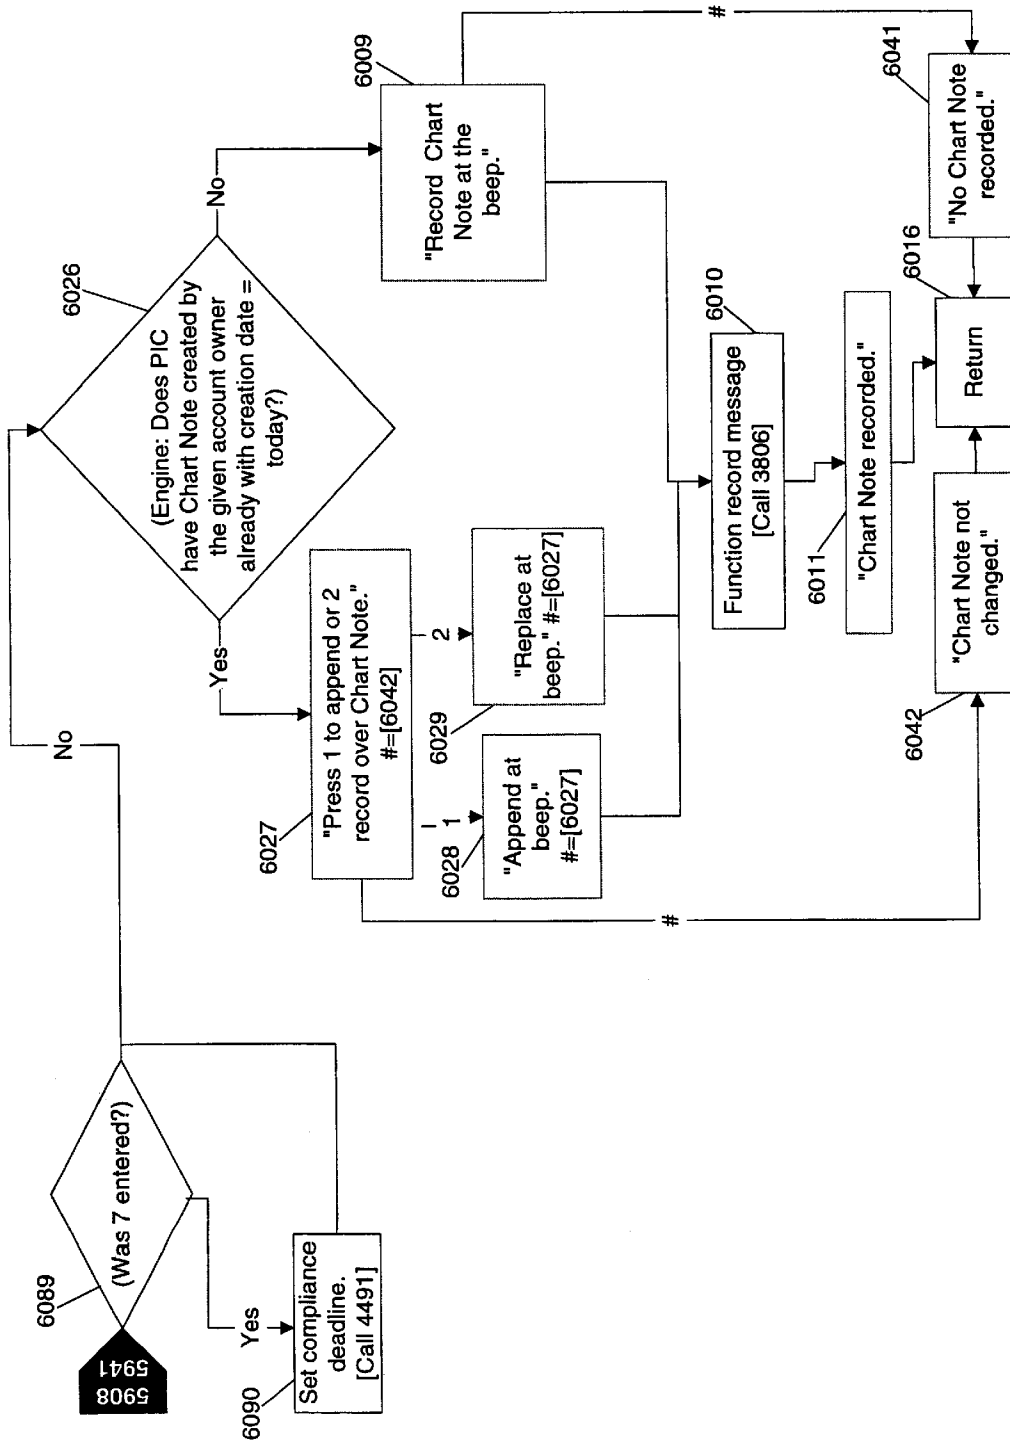 5908
5941
6089
(Was 7 entered?)
Yes
No
6090
Set compliance
deadline.
[Call 4491]
6026
(Engine: Does PIC
have Chart Note created by
the given account owner
already with creation date =
today?)
Yes
No
6027
"Press 1 to append or 2
record over Chart Note."
#=[6042]
1
2
#
6028
"Append at
beep."
#=[6027]
6029
"Replace at
beep." #=[6027]
6009
"Record Chart
Note at the
beep."
#
6010
Function record message
[Call 3806]
6011
"Chart Note recorded."
6042
"Chart Note not
changed."
6016
Return
6041
"No Chart Note
recorded."